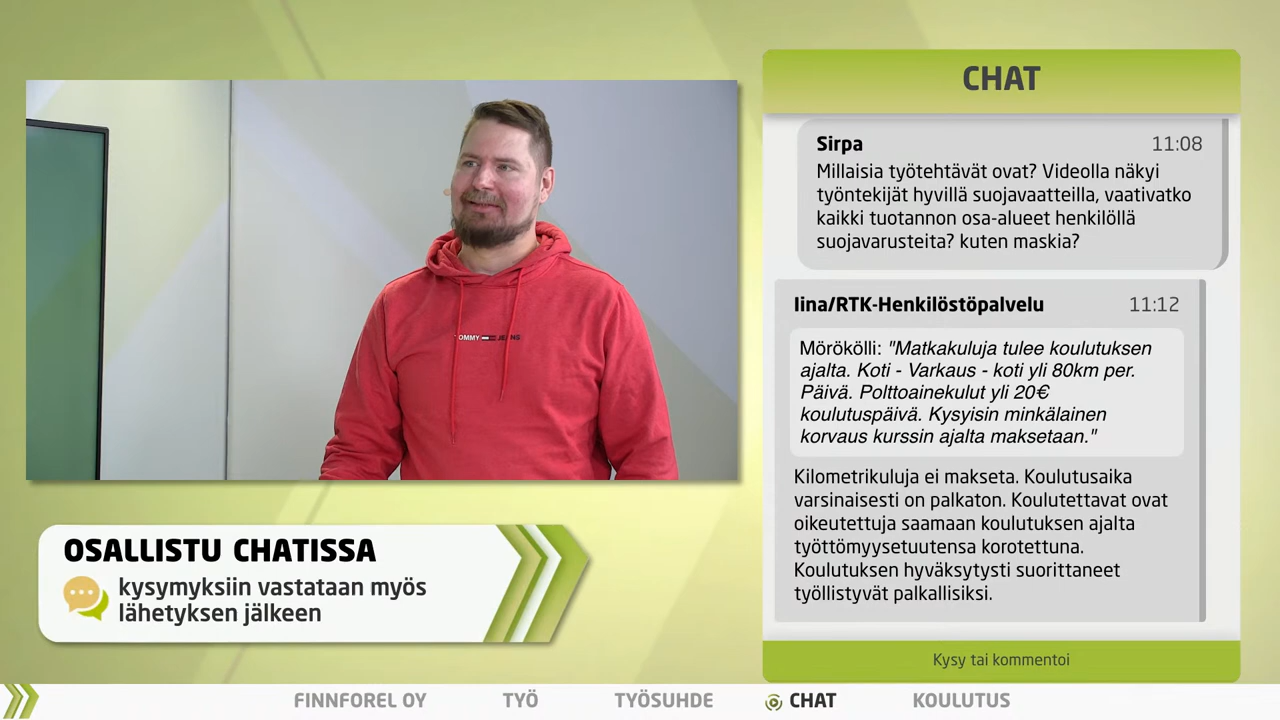 CHAT
Sirpa 11:08
Millaisia työtehtävät ovat? Videolla näkyi
työntekijät hyvillä suojavaatteilla, vaativatko
kaikki tuotannon osa-alueet henkilöllä
suojavarusteita? kuten maskia?
Iina/RTK-Henkilöstöpalvelu 11:12
Mörökölli: "Matkakuluja tulee koulutuksen
ajalta. Koti - Varkaus - koti yli 80km per.
Päivä. Polttoainekulut yli 20€
koulutuspäivä. Kysyisin minkälainen
korvaus kurssin ajalta maksetaan."
Kilometrikuluja ei makseta. Koulutusaika
varsinaisesti on palkaton. Koulutettavat ovat
oikeutettuja saamaan koulutuksen ajalta
työttömyysetuutensa korotettuna.
Koulutuksen hyväksytysti suorittaneet
työllistyvät palkallisiksi.
Kysy tai kommentoi
TOMMY JEANS
OSALLISTU CHATISSA
kysymyksiin vastataan myös
lähetyksen jälkeen
FINNFOREL OY TYÖ TYÖSUHDE CHAT KOULUTUS